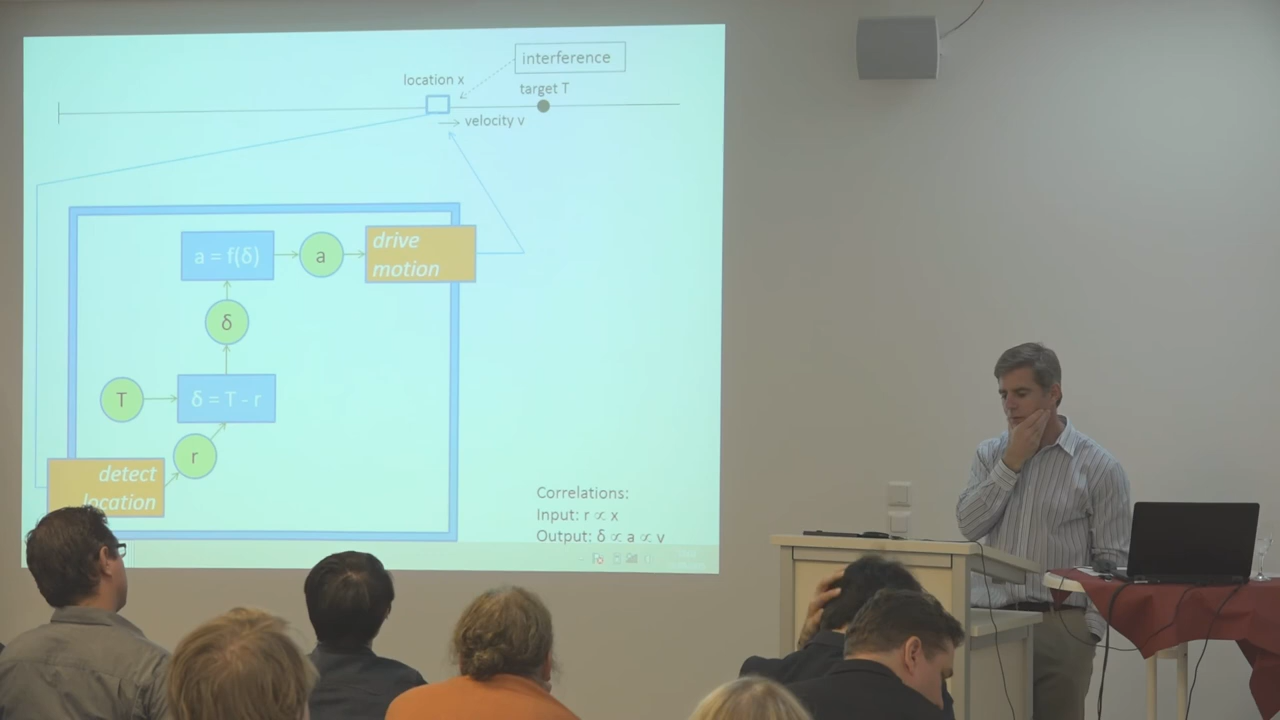 interference
location x
target T
velocity v
a = f(δ)
a
drive
motion
δ
T
δ = T - r
r
detect
location
Correlations:
Input: r ∝ x
Output: δ ∝ a ∝ v